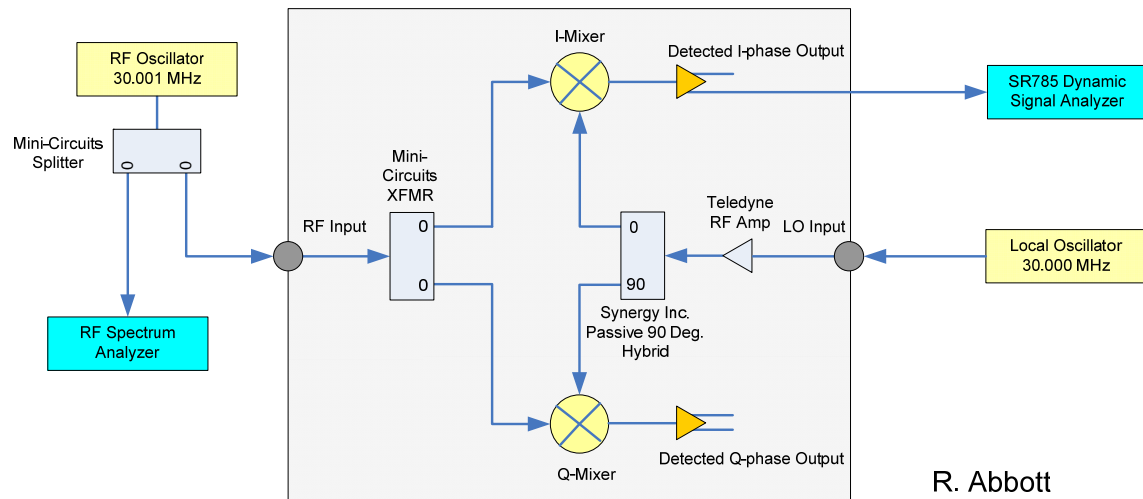 RF Oscillator
30.001 MHz
Mini-Circuits
Splitter
0
0
RF Spectrum
Analyzer
RF Input
Mini-
Circuits
XFMR
0
0
I-Mixer
Detected I-phase Output
SR785 Dynamic
Signal Analyzer
Teledyne
RF Amp
LO Input
0
90
Synergy Inc.
Passive 90 Deg.
Hybrid
Local Oscillator
30.000 MHz
Q-Mixer
Detected Q-phase Output
R. Abbott